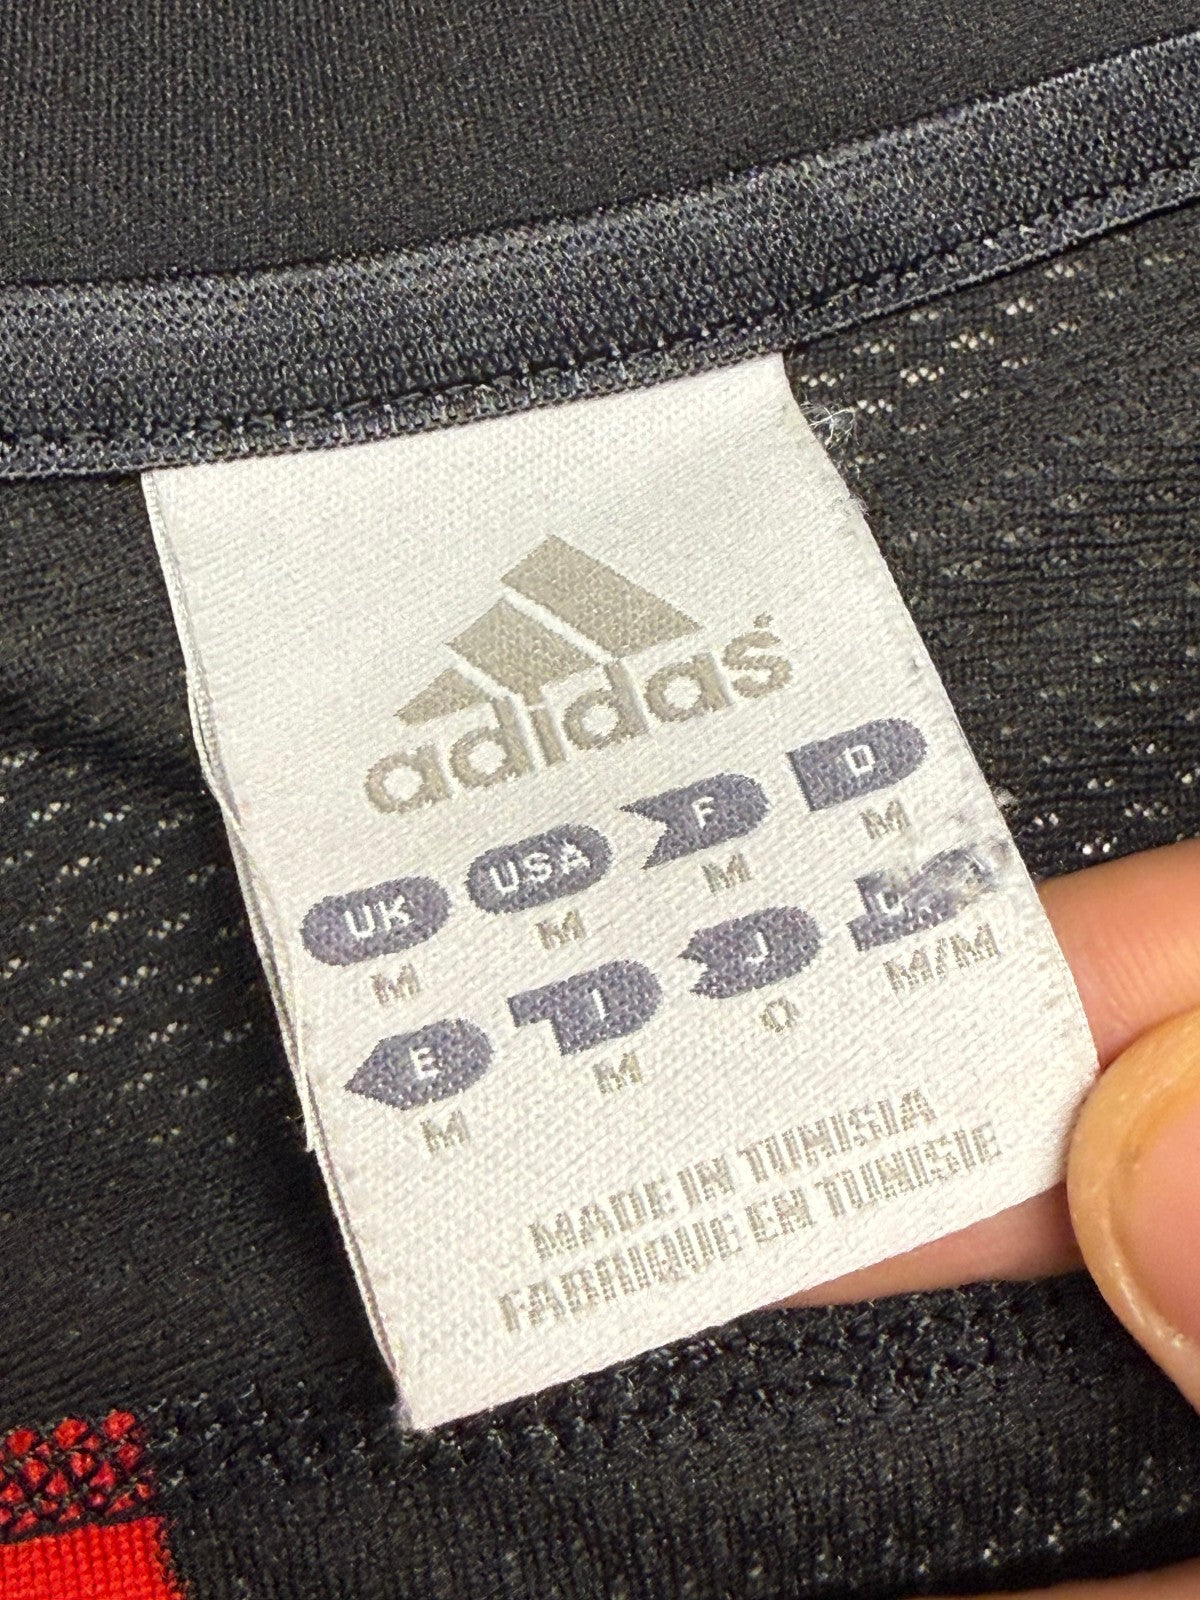 adidas
UK USA F D
M M M M
E I J
M M O M/M
MADE IN TUNISIA
FABRIQUE EN TUNISIE